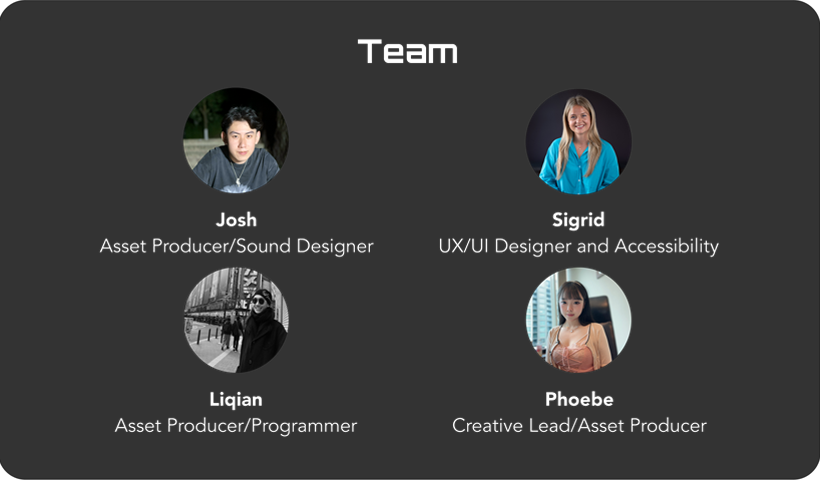 Team
Josh
Asset Producer/Sound Designer
Sigrid
UX/UI Designer and Accessibility
Liqian
Asset Producer/Programmer
Phoebe
Creative Lead/Asset Producer